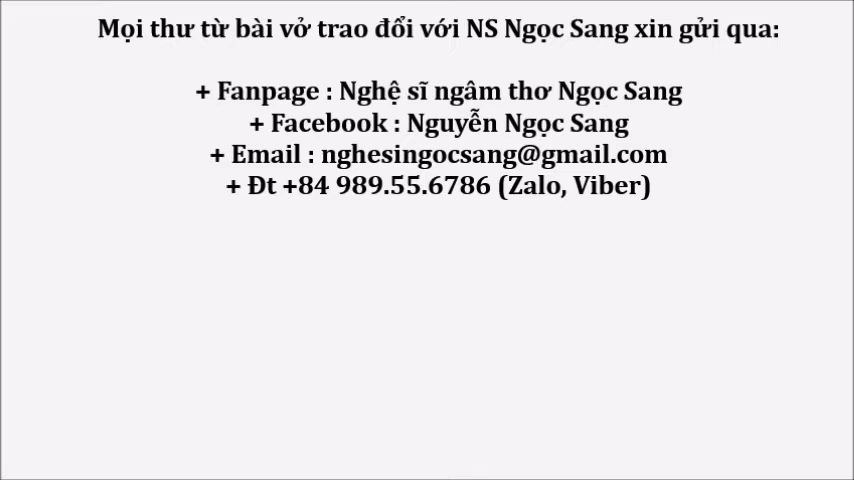 Mọi thư từ bài vở trao đổi với NS Ngọc Sang xin gửi qua:
+ Fanpage : Nghệ sĩ ngâm thơ Ngọc Sang
+ Facebook : Nguyễn Ngọc Sang
+ Email : nghesingocsang@gmail.com
+ Đt +84 989.55.6786 (Zalo, Viber)